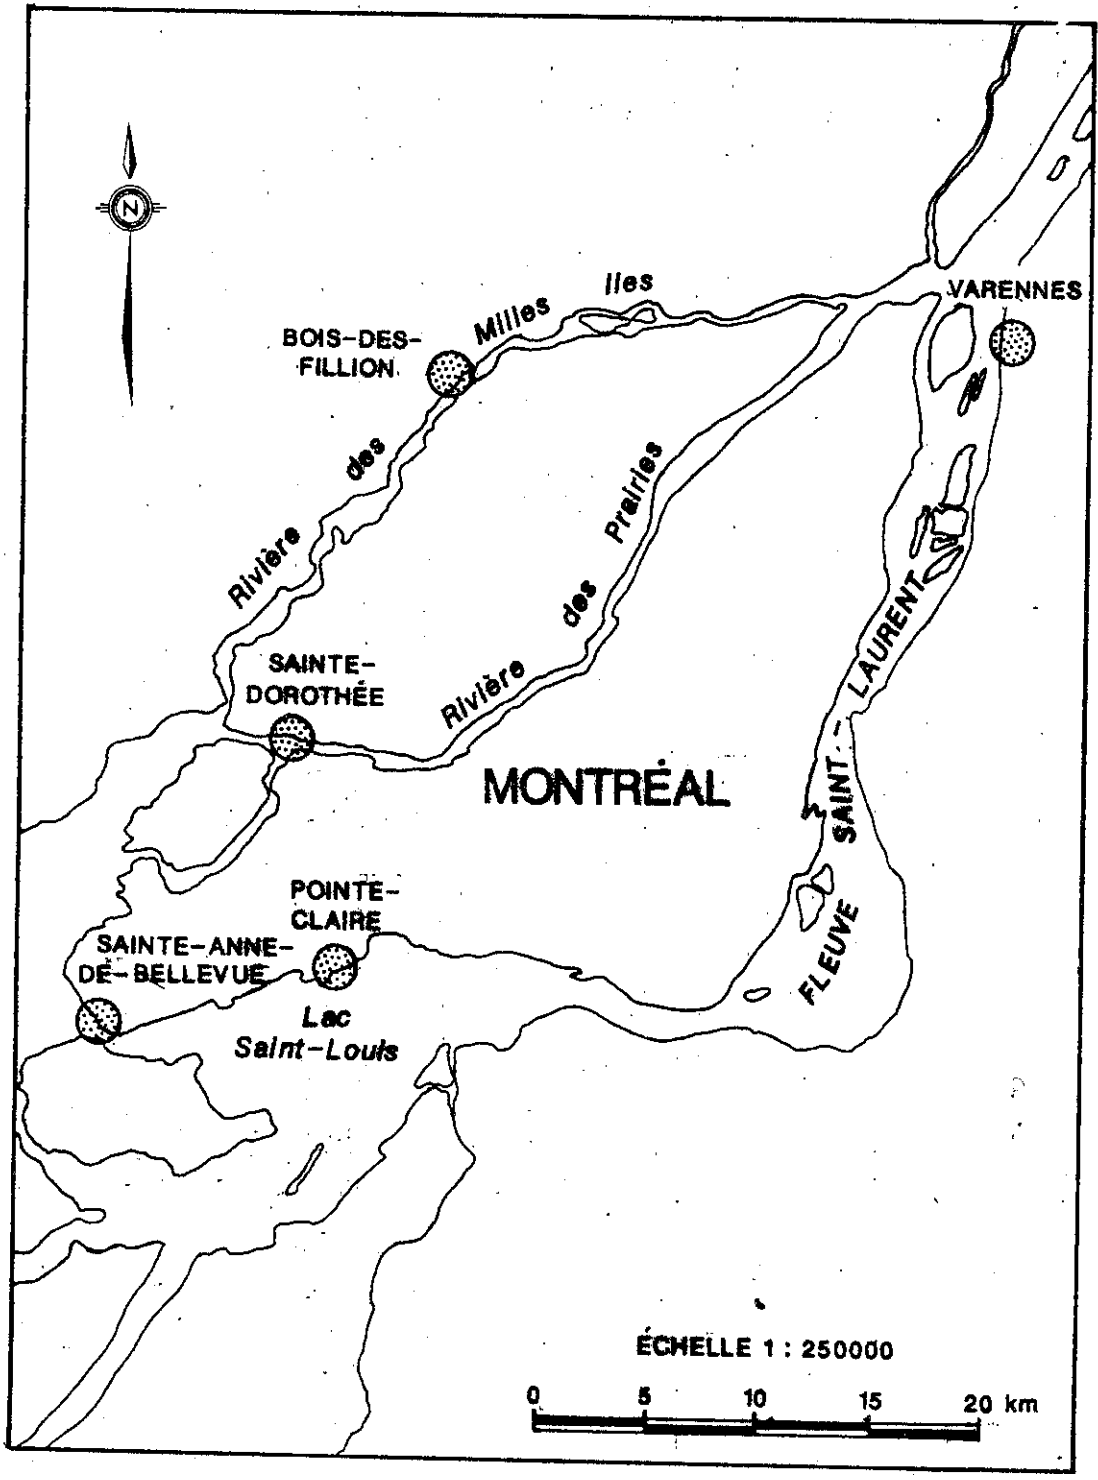 N
Milles Iles
VARENNES
BOIS-DES-
FILLION
des
Prairies
Rivière
des
LAURENT
SAINTE-
DOROTHÉE
Rivière
MONTRÉAL
SAINT-
POINTE-
CLAIRE
FLEUVE
SAINTE-ANNE-
DE-BELLEVUE
Lac
Saint-Louis
ÉCHELLE 1 : 250000
0 5 10 15 20 km